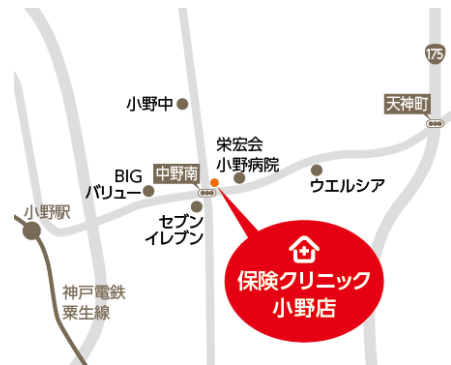 175
天神町
小野中
栄宏会
小野病院
中野南
BIG
バリュー
ウエルシア
セブン
イレブン
小野駅
保険クリニック
小野店
神戸電鉄
粟生線